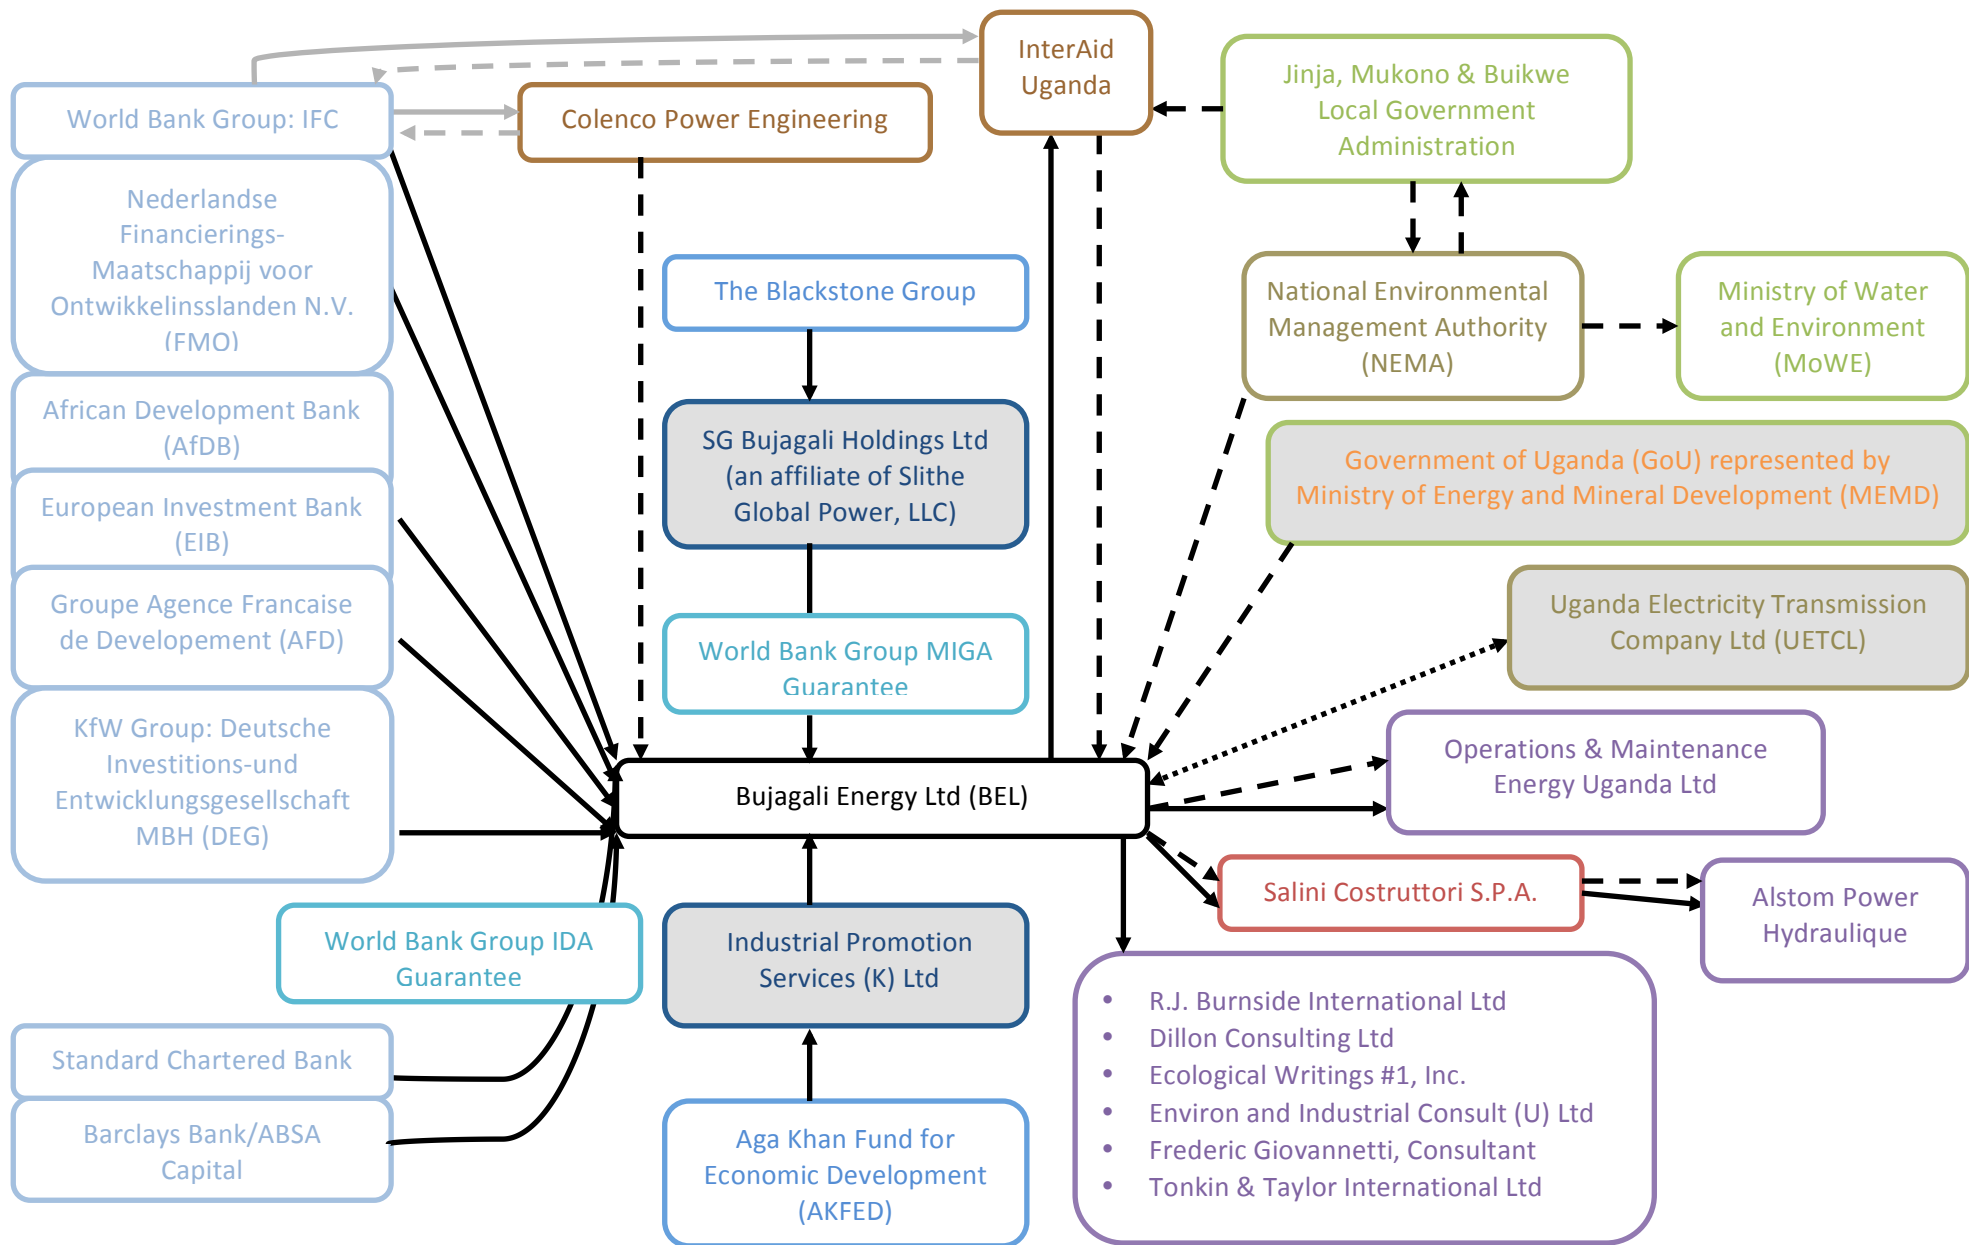 InterAid
Uganda
Jinja, Mukono & Buikwe
Local Government
Administration
World Bank Group: IFC
Colenco Power Engineering
Nederlandse
Financierings-
Maatschappij voor
Ontwikkelinsslanden N.V.
(FMO)
The Blackstone Group
National Environmental
Management Authority
(NEMA)
Ministry of Water
and Environment
(MoWE)
African Development Bank
(AfDB)
SG Bujagali Holdings Ltd
(an affiliate of Slithe
Global Power, LLC)
Government of Uganda (GoU) represented by
Ministry of Energy and Mineral Development (MEMD)
European Investment Bank
(EIB)
Groupe Agence Francaise
de Developement (AFD)
World Bank Group MIGA
Guarantee
Uganda Electricity Transmission
Company Ltd (UETCL)
KfW Group: Deutsche
Investitions-und
Entwicklungsgesellschaft
MBH (DEG)
Bujagali Energy Ltd (BEL)
Operations & Maintenance
Energy Uganda Ltd
Salini Costruttori S.P.A.
Alstom Power
Hydraulique
World Bank Group IDA
Guarantee
Industrial Promotion
Services (K) Ltd
• R.J. Burnside International Ltd
• Dillon Consulting Ltd
• Ecological Writings #1, Inc.
• Environ and Industrial Consult (U) Ltd
• Frederic Giovannetti, Consultant
• Tonkin & Taylor International Ltd
Standard Chartered Bank
Barclays Bank/ABSA
Capital
Aga Khan Fund for
Economic Development
(AKFED)